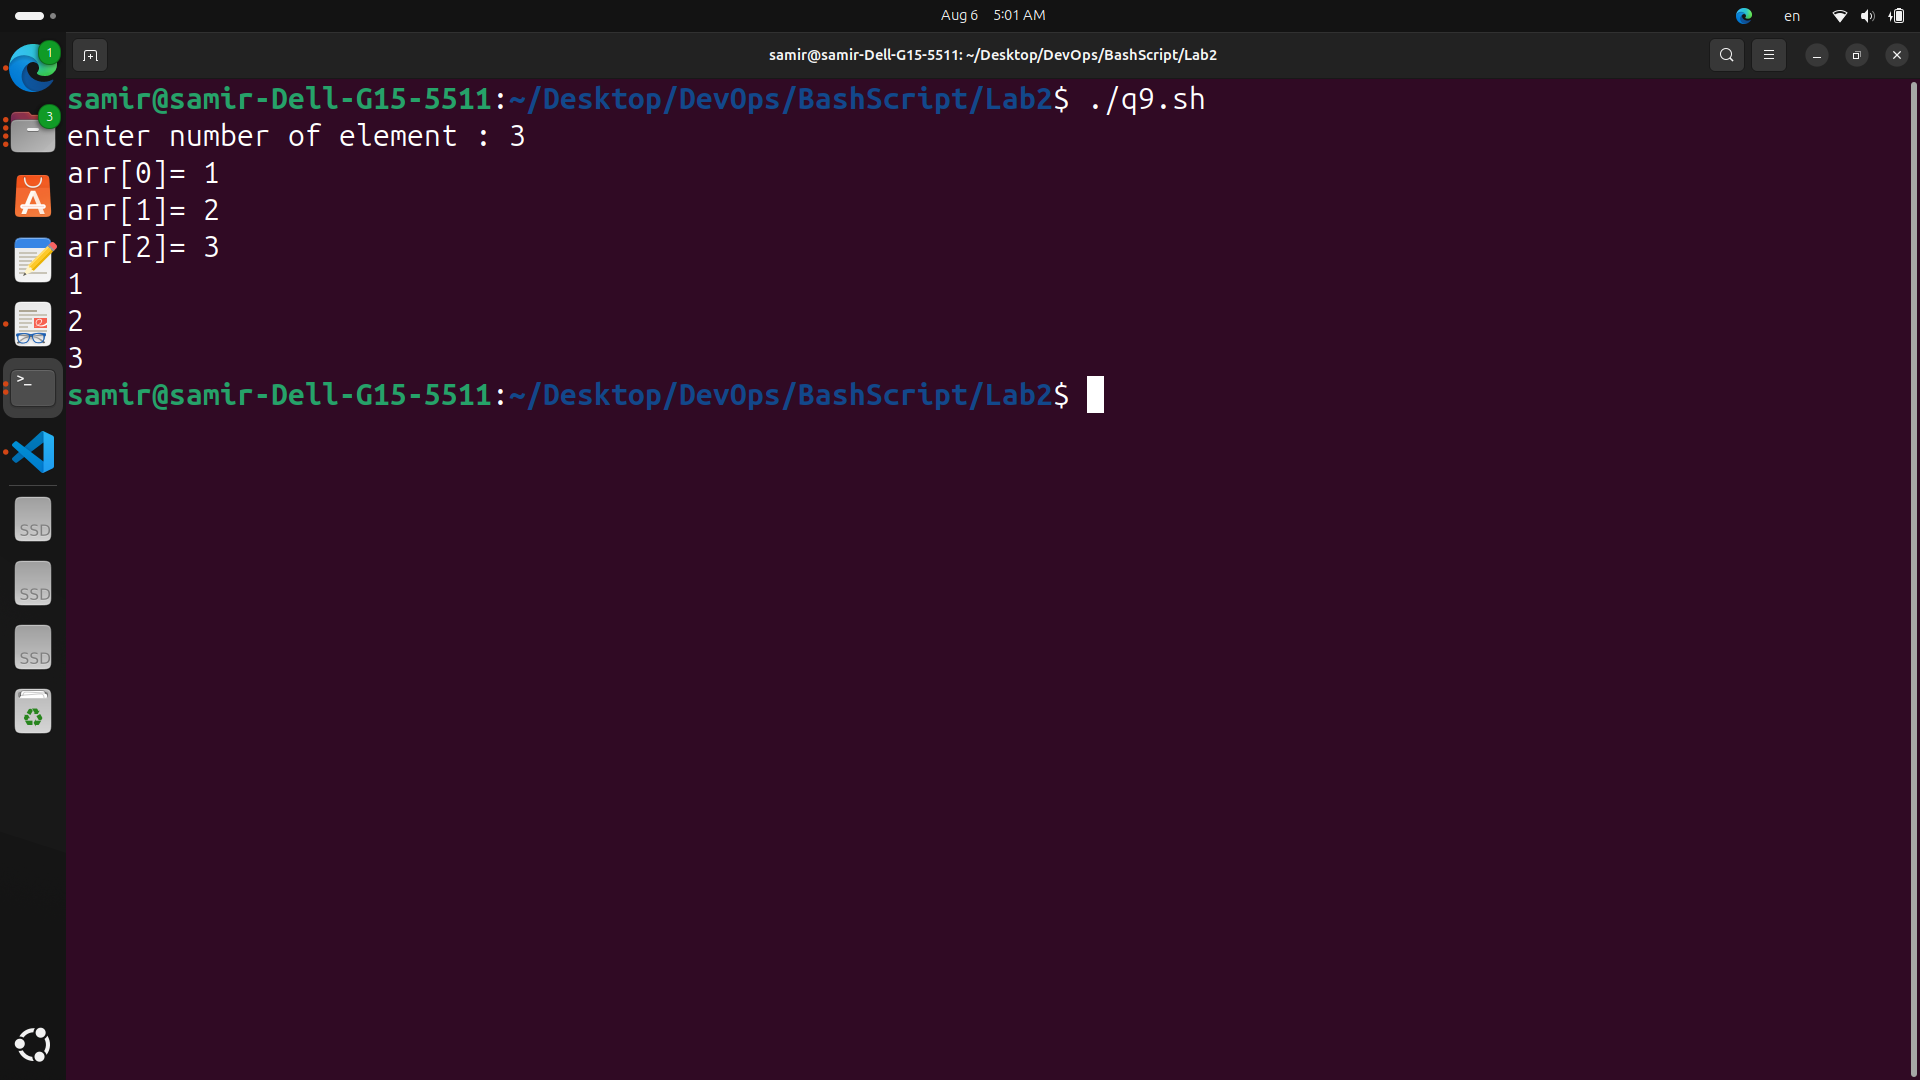 Aug 6 5:01 AM
en
samir@samir-Dell-G15-5511: ~/Desktop/DevOps/BashScript/Lab2
1
3
samir@samir-Dell-G15-5511:~/Desktop/DevOps/BashScript/Lab2$ ./q9.sh
enter number of element : 3
arr[0]= 1
arr[1]= 2
arr[2]= 3
1
2
3
samir@samir-Dell-G15-5511:~/Desktop/DevOps/BashScript/Lab2$
>_
SSD
SSD
SSD